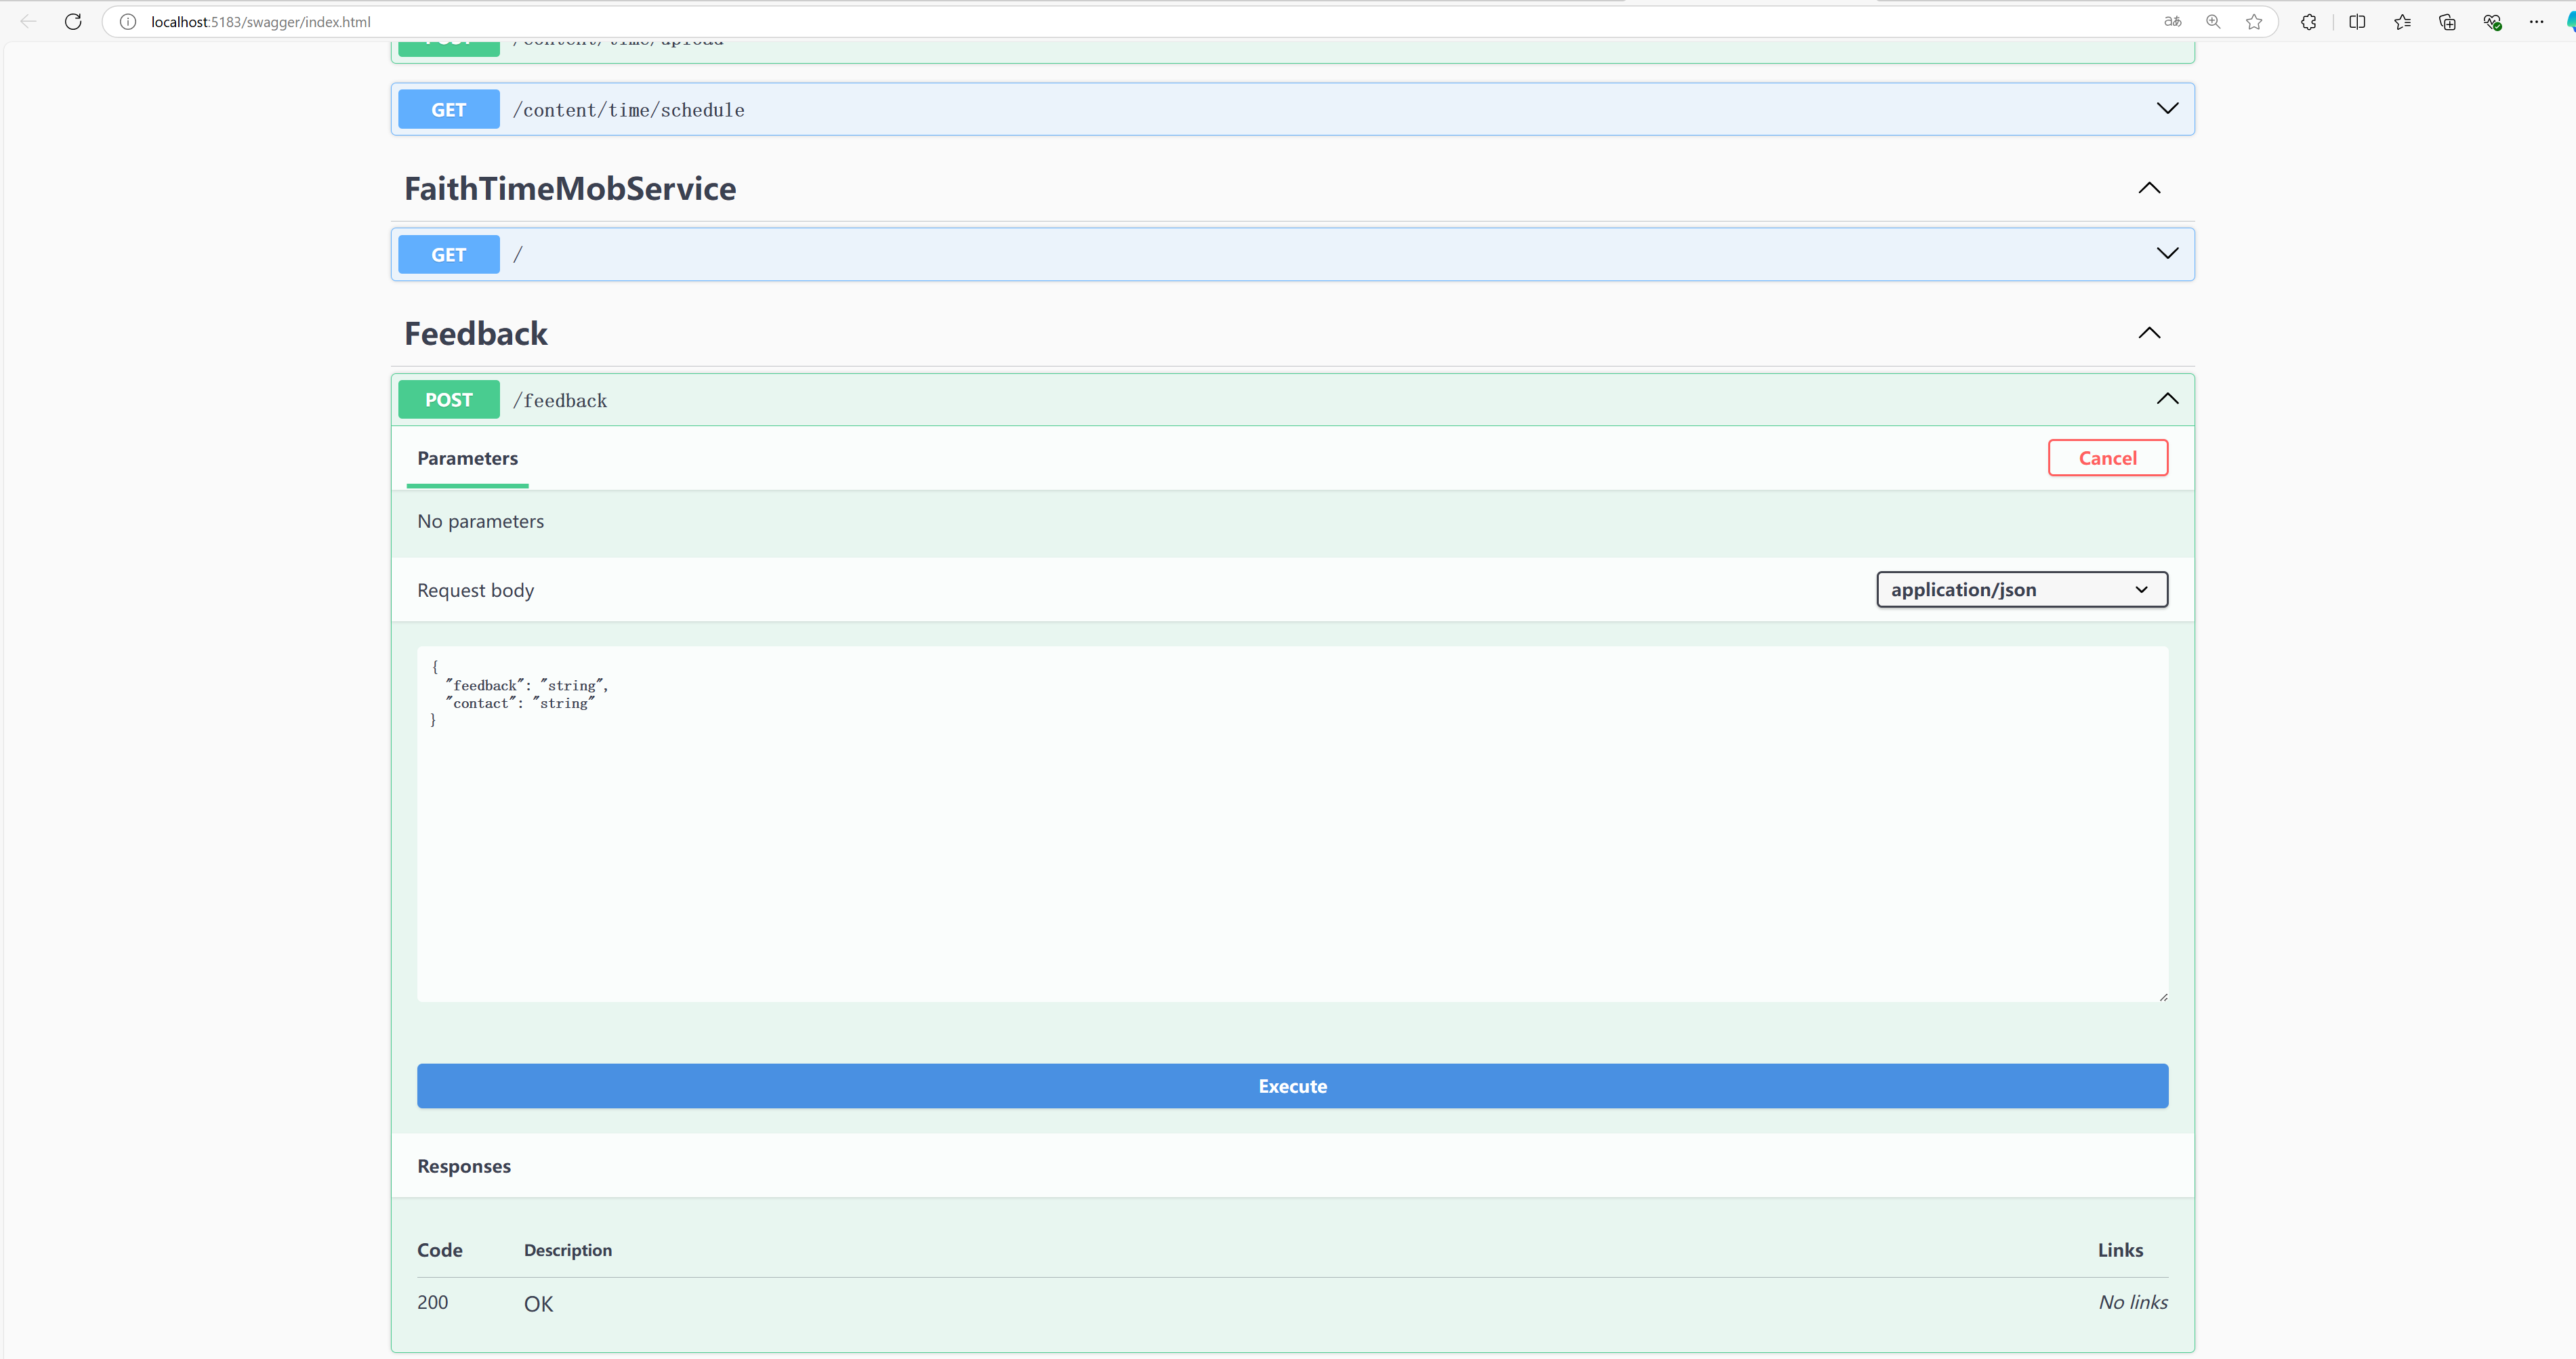 localhost:5183/swagger/index.html
POST /content/time/upload
GET /content/time/schedule
FaithTimeMobService
GET /
Feedback
POST /feedback
Parameters
Cancel
No parameters
Request body
application/json
{
"feedback": "string",
"contact": "string"
}
Execute
Responses
Code Description Links
200 OK No links